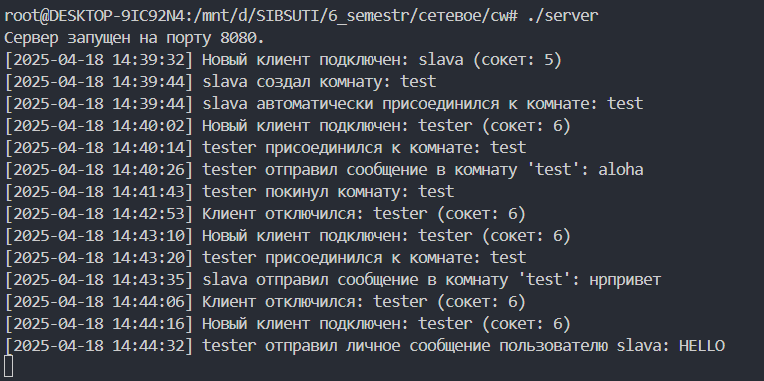 root@DESKTOP-9IC92N4:/mnt/d/SIBSUTI/6_semestr/сетевое/cw# ./server
Сервер запущен на порту 8080.
[2025-04-18 14:39:32] Новый клиент подключен: slava (сокет: 5)
[2025-04-18 14:39:44] slava создал комнату: test
[2025-04-18 14:39:44] slava автоматически присоединился к комнате: test
[2025-04-18 14:40:02] Новый клиент подключен: tester (сокет: 6)
[2025-04-18 14:40:14] tester присоединился к комнате: test
[2025-04-18 14:40:26] tester отправил сообщение в комнату 'test': aloha
[2025-04-18 14:41:43] tester покинул комнату: test
[2025-04-18 14:42:53] Клиент отключился: tester (сокет: 6)
[2025-04-18 14:43:10] Новый клиент подключен: tester (сокет: 6)
[2025-04-18 14:43:20] tester присоединился к комнате: test
[2025-04-18 14:43:35] slava отправил сообщение в комнату 'test': нрпривет
[2025-04-18 14:44:06] Клиент отключился: tester (сокет: 6)
[2025-04-18 14:44:16] Новый клиент подключен: tester (сокет: 6)
[2025-04-18 14:44:32] tester отправил личное сообщение пользователю slava: HELLO